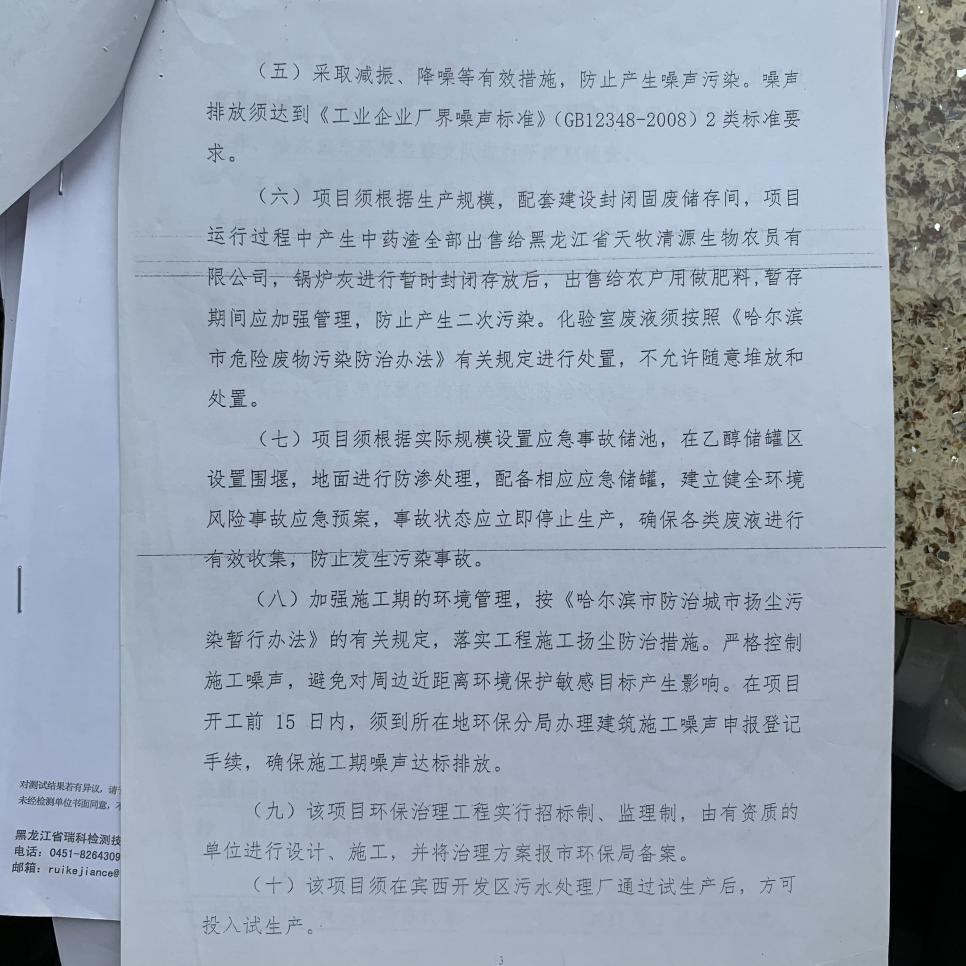 （五）采取减振、降噪等有效措施，防止产生噪声污染。噪声
排放须达到《工业企业厂界噪声标准》（GB12348-2008）2 类标准要
求。
（六）项目须根据生产规模，配套建设封闭固废储存间，项目
运行过程中产生中药渣全部出售给黑龙江省天牧清源生物农员有
限公司，锅炉灰进行暂时封闭存放后，出售给农户用做肥料,暂存
期间应加强管理，防止产生二次污染。化验室废液须按照《哈尔滨
市危险废物污染防治办法》有关规定进行处置，不允许随意堆放和
处置。
（七）项目须根据实际规模设置应急事故储池，在乙醇储罐区
设置围堰，地面进行防渗处理，配备相应应急储罐，建立健全环境
风险事故应急预案，事故状态应立即停止生产，确保各类废液进行
有效收集，防止发生污染事故。
（八）加强施工期的环境管理，按《哈尔滨市防治城市扬尘污
染暂行办法》的有关规定，落实工程施工扬尘防治措施。严格控制
施工噪声，避免对周边近距离环境保护敏感目标产生影响。在项目
开工前 15 日内，须到所在地环保分局办理建筑施工噪声申报登记
手续，确保施工期噪声达标排放。
（九）该项目环保治理工程实行招标制、监理制，由有资质的
单位进行设计、施工，并将治理方案报市环保局备案。
（十）该项目须在宾西开发区污水处理厂通过试生产后，方可
投入试生产。
3
对测试结果若有异议，请
未经检测单位书面同意，不
黑龙江省瑞科检测技
电话：0451-8264309
邮箱：ruikejiance@